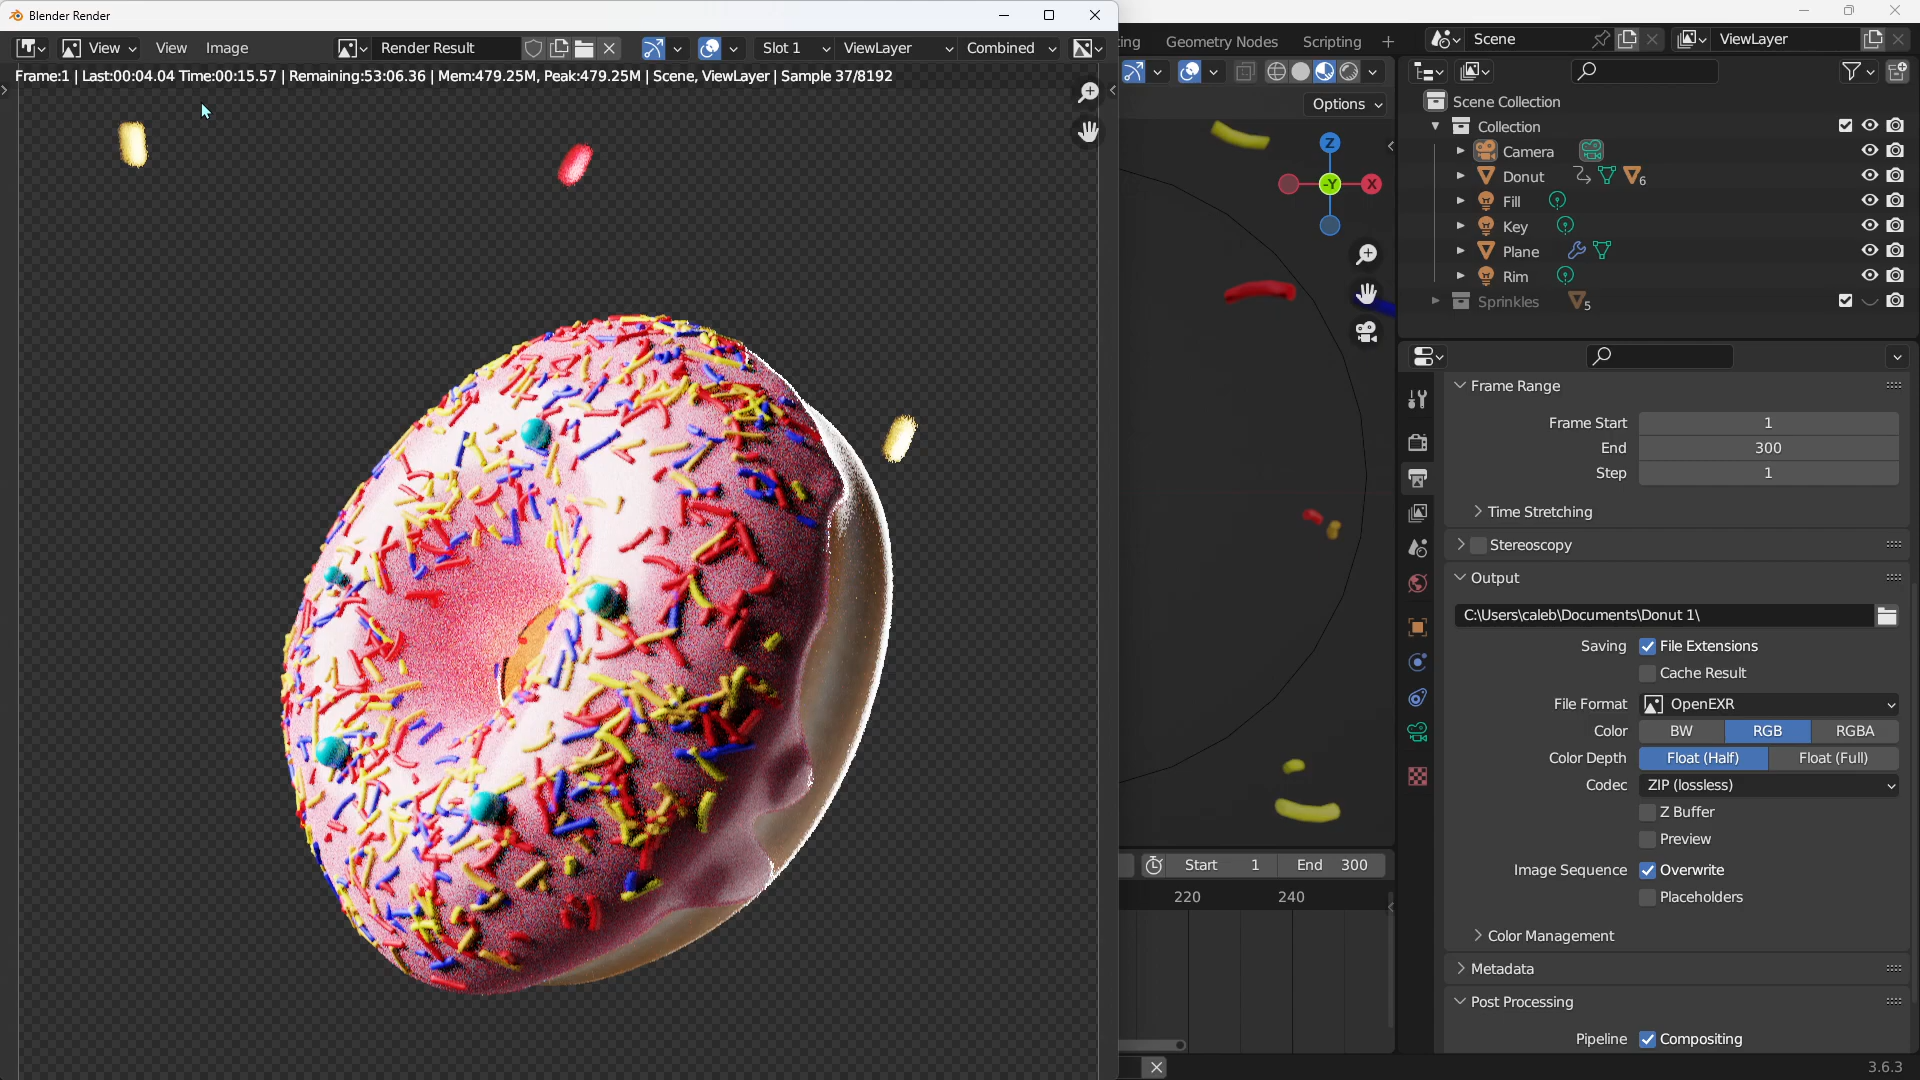 Blender Render
View View Image Render Result Slot 1 ViewLayer Combined
Frame:1 | Last:00:04.04 Time:00:15.57 | Remaining:53:06.36 | Mem:479.25M, Peak:479.25M | Scene, ViewLayer | Sample 37/8192
Geometry Nodes Scripting + Scene ViewLayer
Options
Z
-Y
X
Scene Collection
Collection
Camera
Donut 6
Fill
Key
Plane
Rim
Sprinkles 5
Frame Range
Frame Start 1
End 300
Step 1
Time Stretching
Stereoscopy
Output
C:\Users\caleb\Documents\Donut 1\
Saving File Extensions
Cache Result
File Format OpenEXR
Color BW RGB RGBA
Color Depth Float (Half) Float (Full)
Codec ZIP (lossless)
Z Buffer
Preview
Image Sequence Overwrite
Placeholders
Color Management
Metadata
Post Processing
Pipeline Compositing
Start 1 End 300
220 240
3.6.3